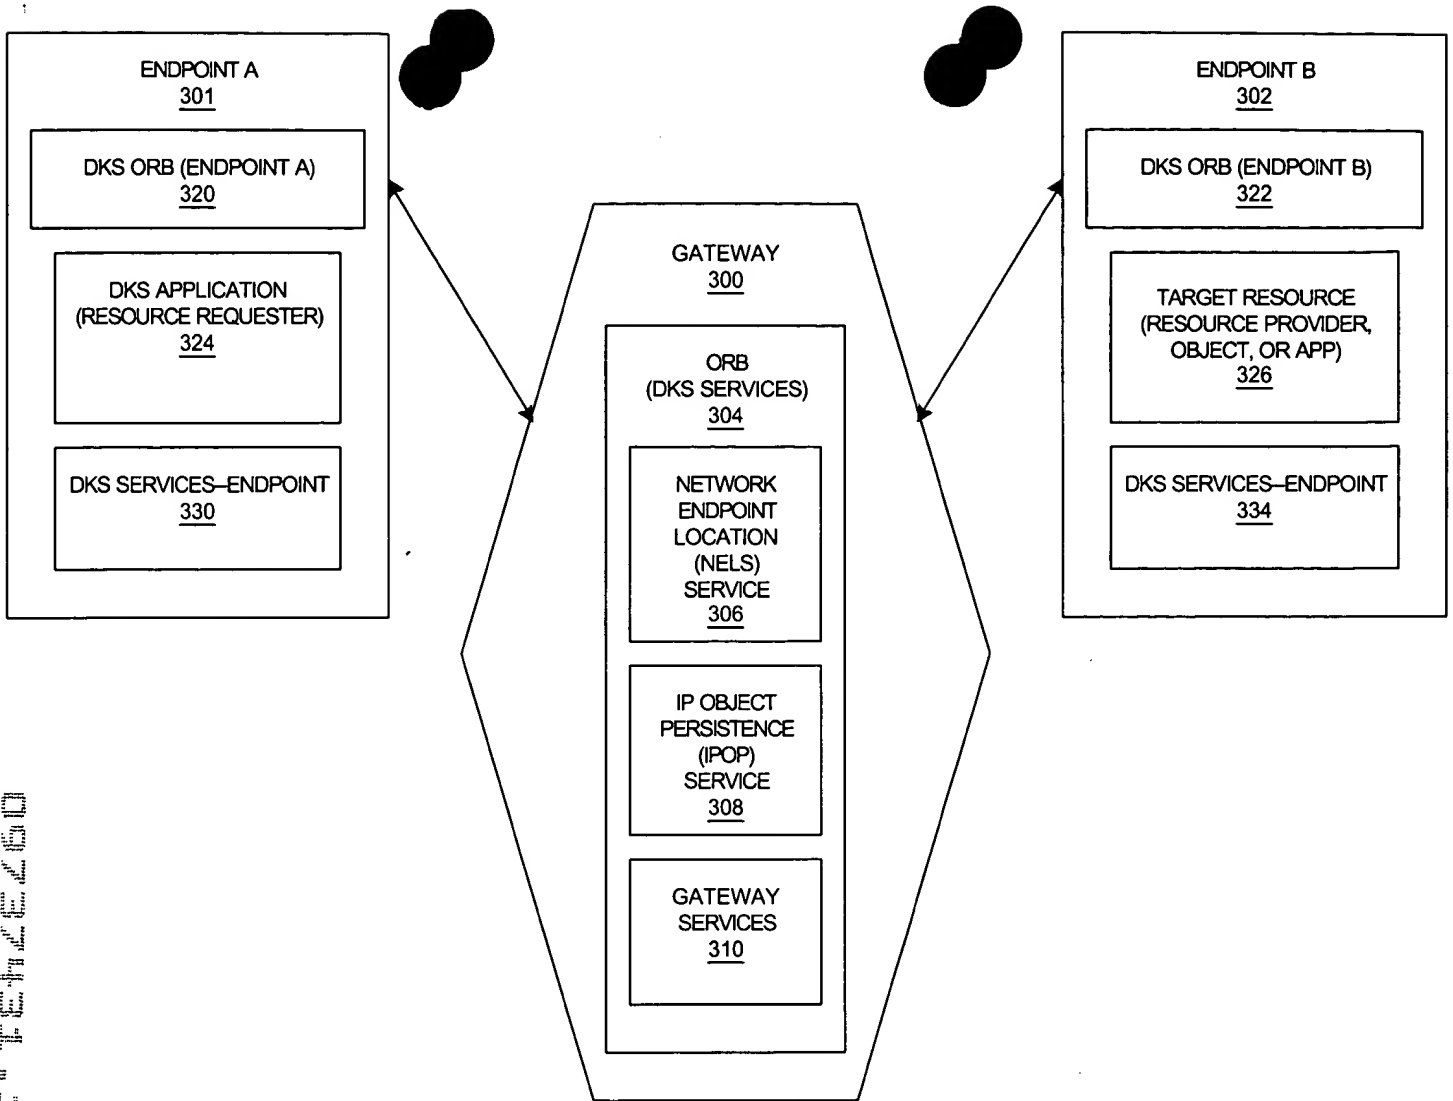 ENDPOINT A
301
DKS ORB (ENDPOINT A)
320
DKS APPLICATION
(RESOURCE REQUESTER)
324
DKS SERVICES–ENDPOINT
330
GATEWAY
300
ORB
(DKS SERVICES)
304
NETWORK
ENDPOINT
LOCATION
(NELS)
SERVICE
306
IP OBJECT
PERSISTENCE
(IPOP)
SERVICE
308
GATEWAY
SERVICES
310
ENDPOINT B
302
DKS ORB (ENDPOINT B)
322
TARGET RESOURCE
(RESOURCE PROVIDER,
OBJECT, OR APP)
326
DKS SERVICES–ENDPOINT
334